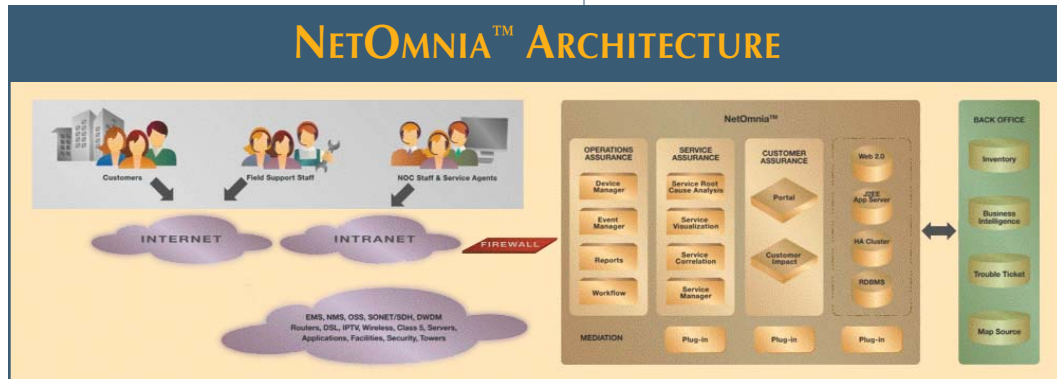 NETOMNIA™ ARCHITECTURE
Customers
Field Support Staff
NOC Staff & Service Agents
INTERNET
INTRANET
FIREWALL
EMS, NMS, OSS, SONET/SDH, DWDM
Routers, DSL, IPTV, Wireless, Class 5, Servers,
Applications, Facilities, Security, Towers
NetOmnia™
OPERATIONS
ASSURANCE
Device
Manager
Event
Manager
Reports
Workflow
SERVICE
ASSURANCE
Service Root
Cause Analysis
Service
Visualization
Service
Correlation
Service
Manager
CUSTOMER
ASSURANCE
Portal
Customer
Impact
Web 2.0
J2EE
App Server
HA Cluster
RDBMS
MEDIATION
Plug-in
Plug-in
Plug-in
BACK OFFICE
Inventory
Business
Intelligence
Trouble Ticket
Map Source